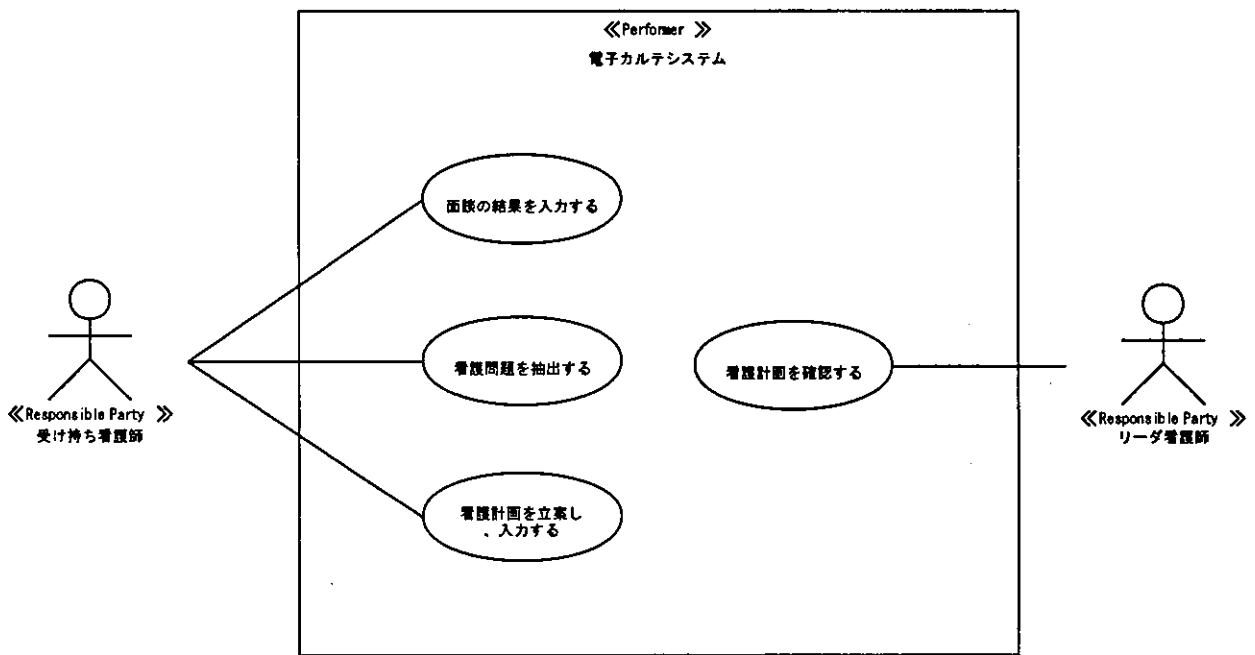 ≪Performer ≫
電子カルテシステム
面談の結果を入力する
看護問題を抽出する
看護計画を確認する
≪Responsible Party ≫
受け持ち看護師
≪Responsible Party ≫
リーダ看護師
看護計画を立案し
、入力する